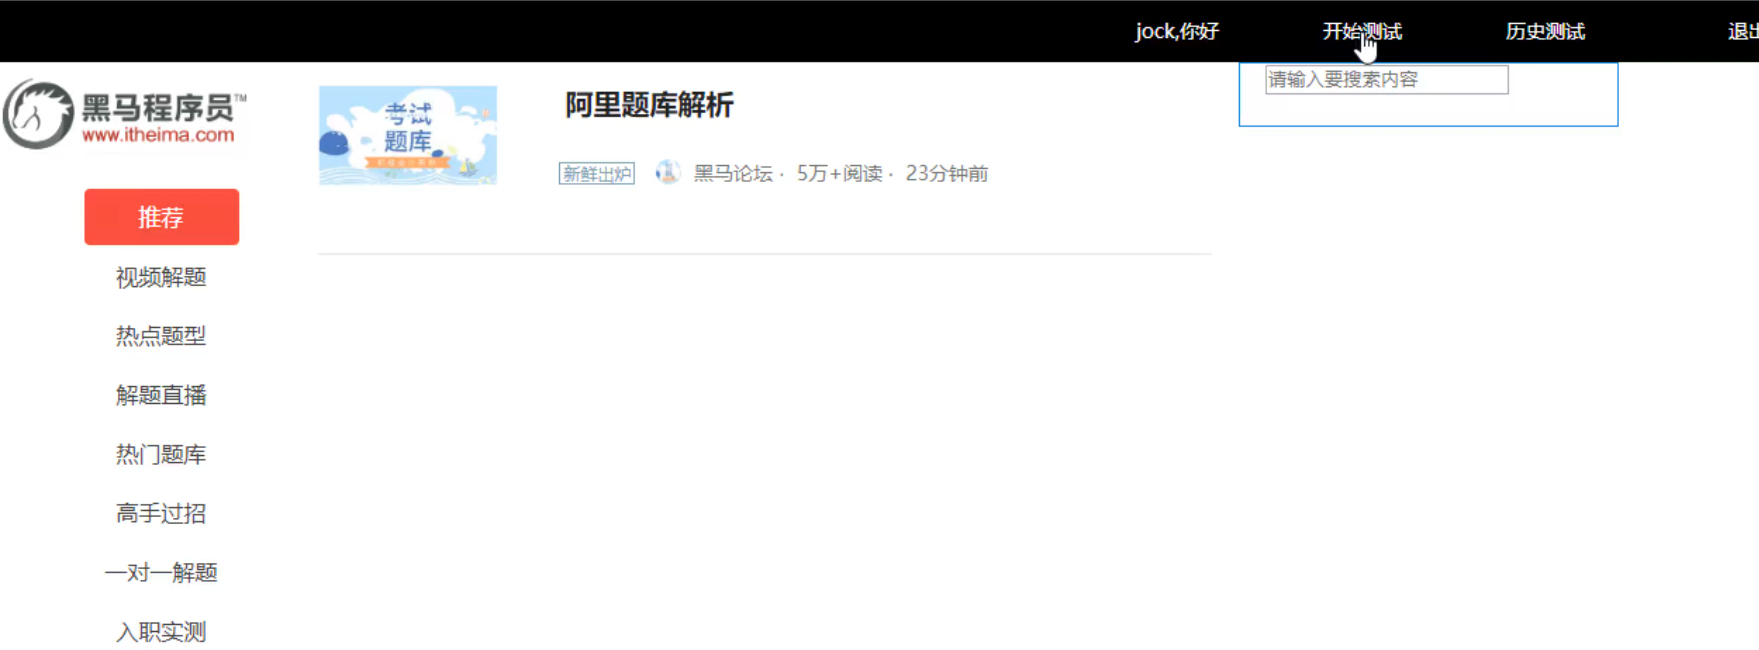 jock,你好 开始测试 历史测试 退出
黑马程序员™
www.itheima.com
考试
题库
阿里题库解析
新鲜出炉 黑马论坛· 5万+阅读· 23分钟前
请输入要搜索内容
推荐
视频解题
热点题型
解题直播
热门题库
高手过招
一对一解题
入职实测